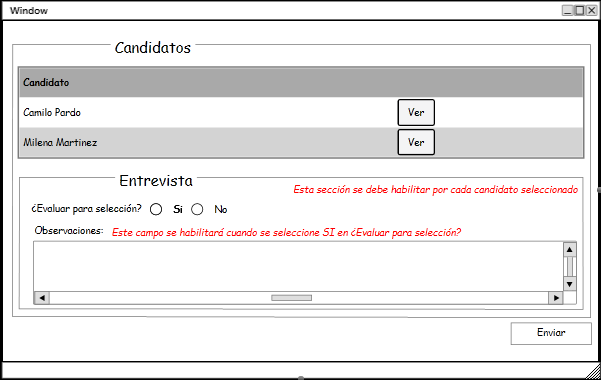 Window
Candidatos
Candidato
Camilo Pardo Ver
Milena Martinez Ver
Entrevista
Esta sección se debe habilitar por cada candidato seleccionado
¿Evaluar para selección? Si No
Observaciones: Este campo se habilitará cuando se seleccione SI en ¿Evaluar para selección?
Enviar